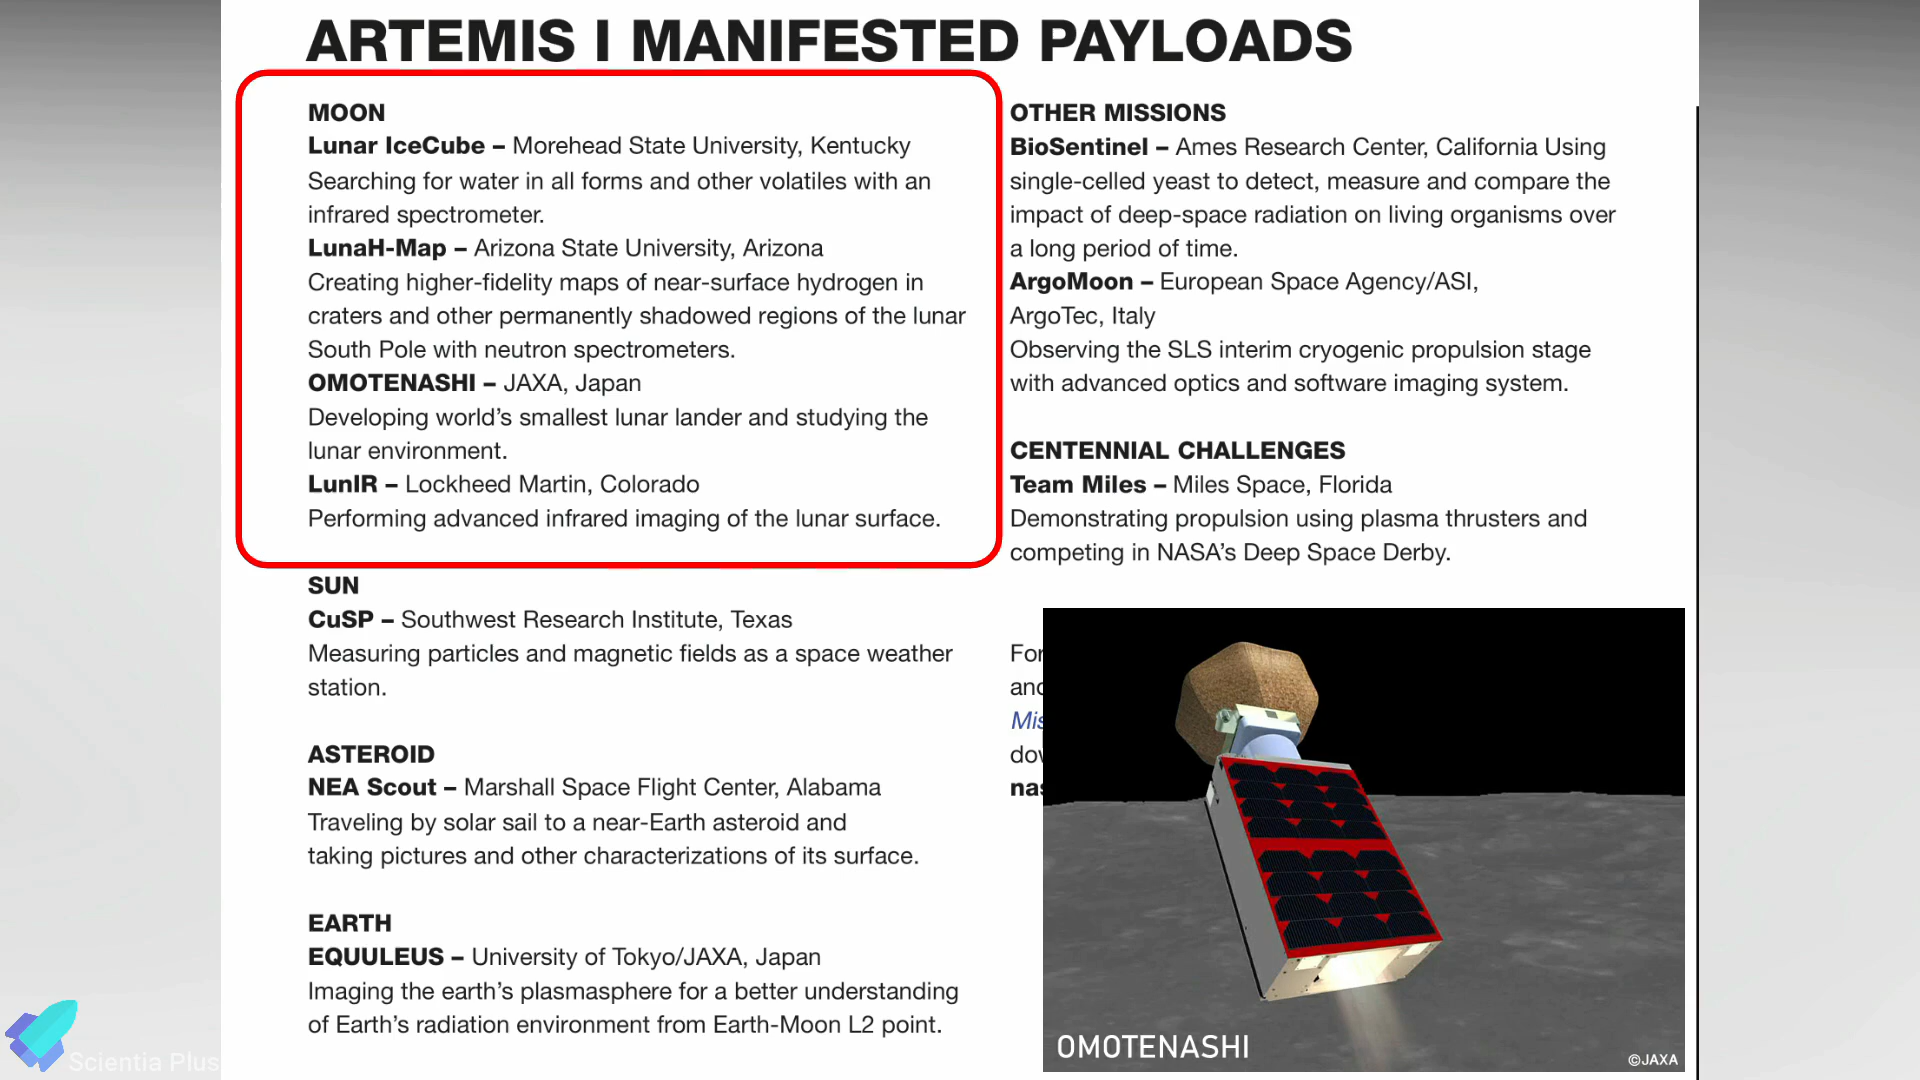 ARTEMIS I MANIFESTED PAYLOADS
MOON
Lunar IceCube – Morehead State University, Kentucky
Searching for water in all forms and other volatiles with an
infrared spectrometer.
LunaH-Map – Arizona State University, Arizona
Creating higher-fidelity maps of near-surface hydrogen in
craters and other permanently shadowed regions of the lunar
South Pole with neutron spectrometers.
OMOTENASHI – JAXA, Japan
Developing world's smallest lunar lander and studying the
lunar environment.
LunIR – Lockheed Martin, Colorado
Performing advanced infrared imaging of the lunar surface.
SUN
CuSP – Southwest Research Institute, Texas
Measuring particles and magnetic fields as a space weather
station.
ASTEROID
NEA Scout – Marshall Space Flight Center, Alabama
Traveling by solar sail to a near-Earth asteroid and
taking pictures and other characterizations of its surface.
EARTH
EQUULEUS – University of Tokyo/JAXA, Japan
Imaging the earth's plasmasphere for a better understanding
of Earth's radiation environment from Earth-Moon L2 point.
OTHER MISSIONS
BioSentinel – Ames Research Center, California Using
single-celled yeast to detect, measure and compare the
impact of deep-space radiation on living organisms over
a long period of time.
ArgoMoon – European Space Agency/ASI,
ArgoTec, Italy
Observing the SLS interim cryogenic propulsion stage
with advanced optics and software imaging system.
CENTENNIAL CHALLENGES
Team Miles – Miles Space, Florida
Demonstrating propulsion using plasma thrusters and
competing in NASA's Deep Space Derby.
OMOTENASHI
©JAXA
Scientia Plus